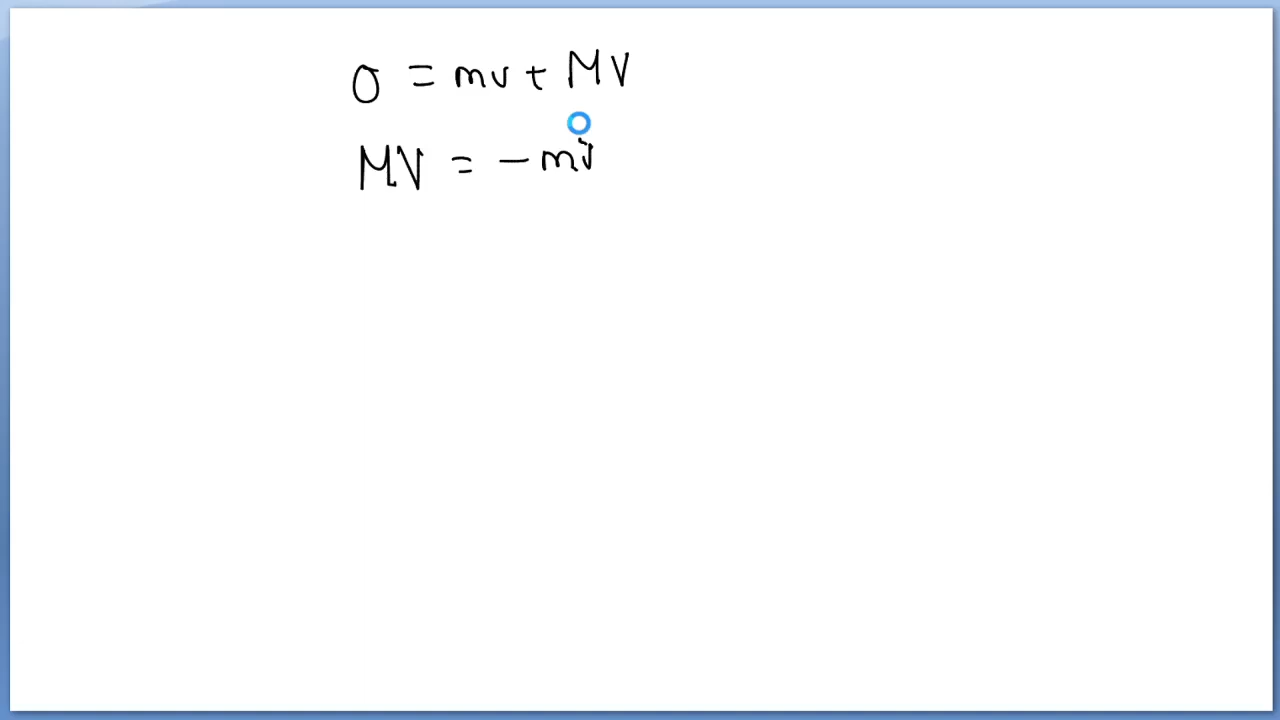 0 = mv + MV
MV = -mv